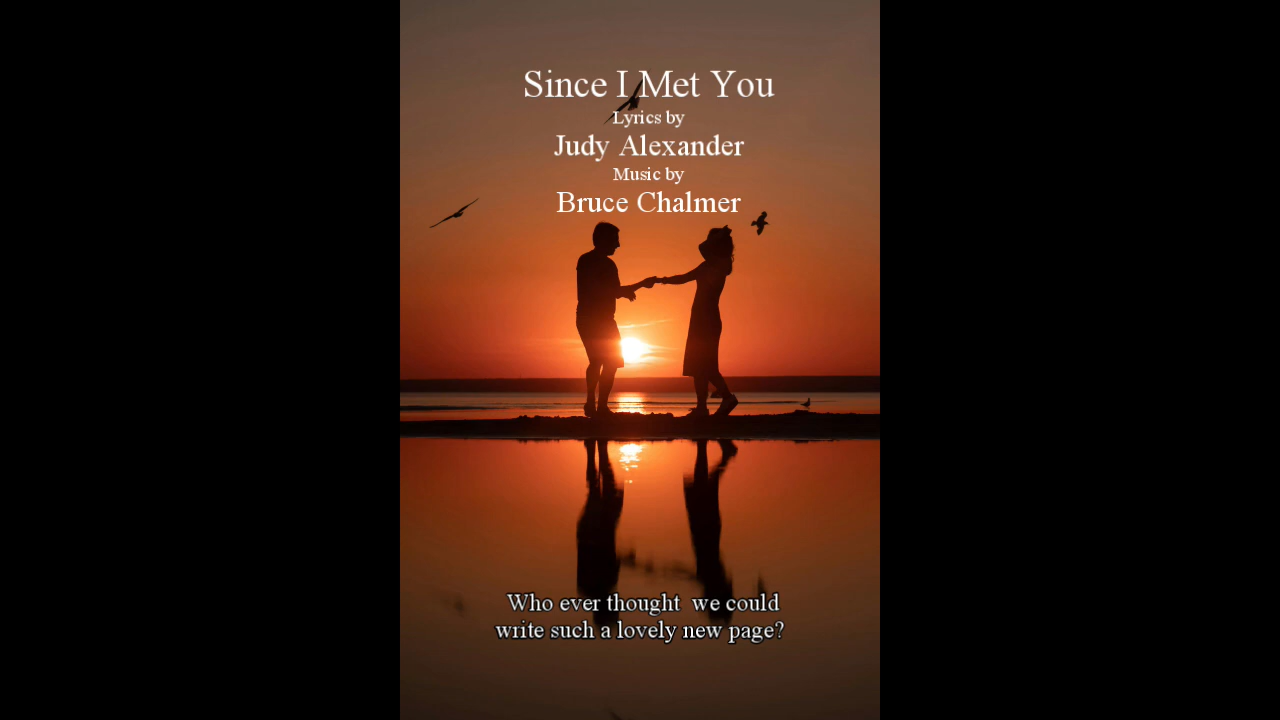 Since I Met You
Lyrics by
Judy Alexander
Music by
Bruce Chalmer
Who ever thought  we could
write such a lovely new page?